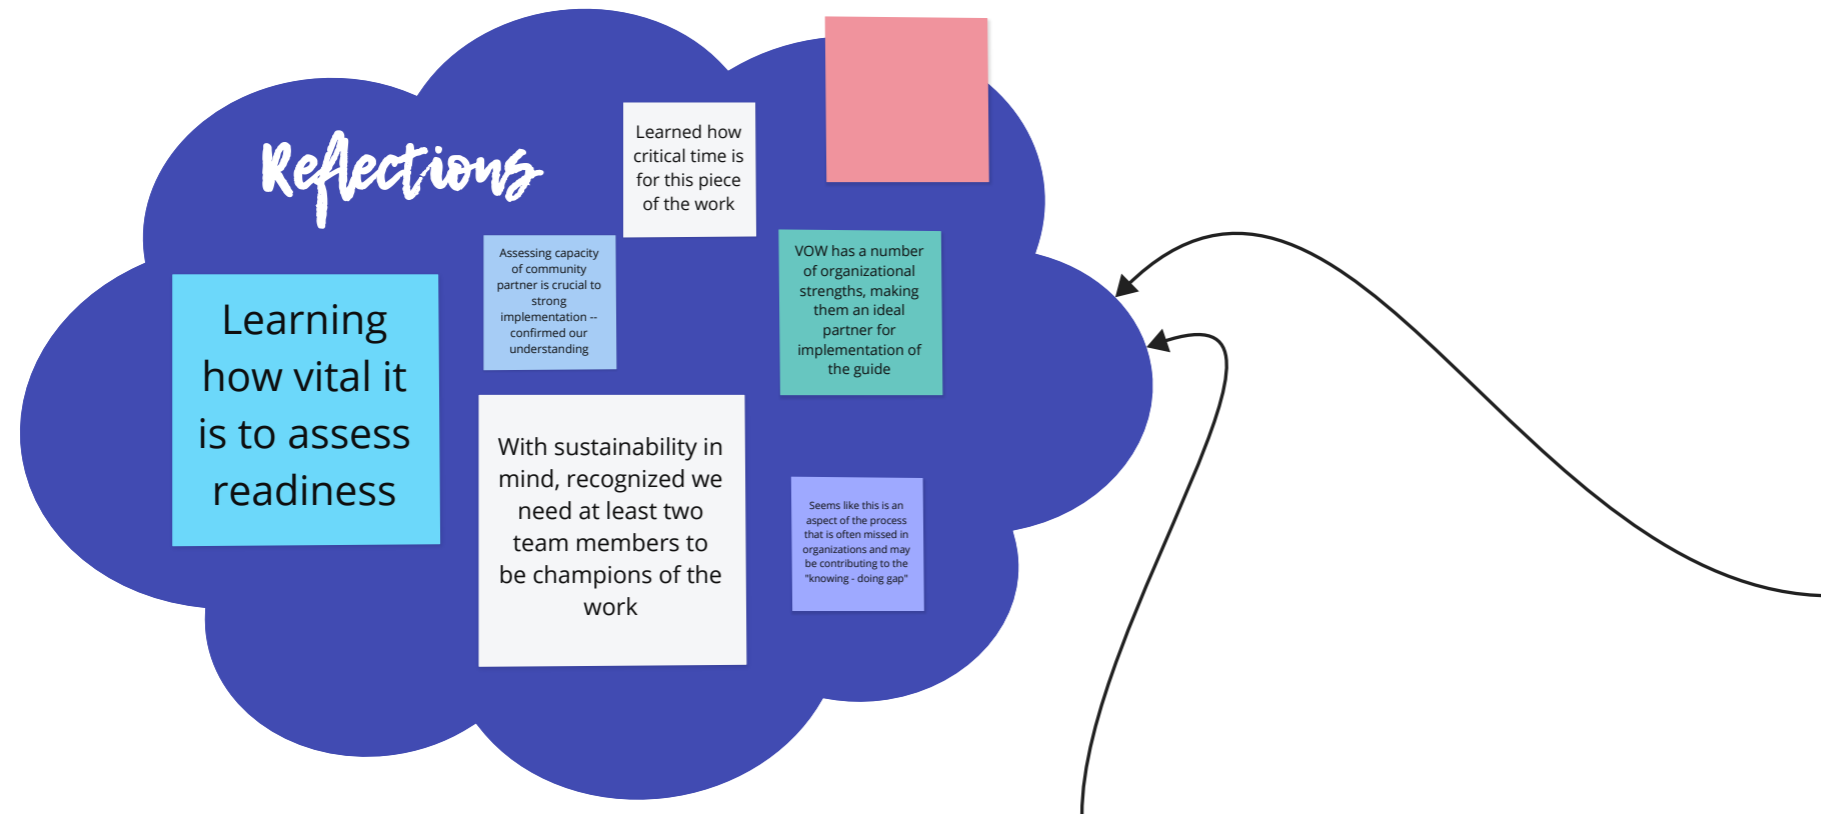 Reflections
Learned how
critical time is
for this piece
of the work
Assessing capacity
of community
partner is crucial to
strong
implementation --
confirmed our
understanding
VOW has a number
of organizational
strengths, making
them an ideal
partner for
implementation of
the guide
Learning
how vital it
is to assess
readiness
With sustainability in
mind, recognized we
need at least two
team members to
be champions of the
work
Seems like this is an
aspect of the process
that is often missed in
organizations and may
be contributing to the
"knowing - doing gap"